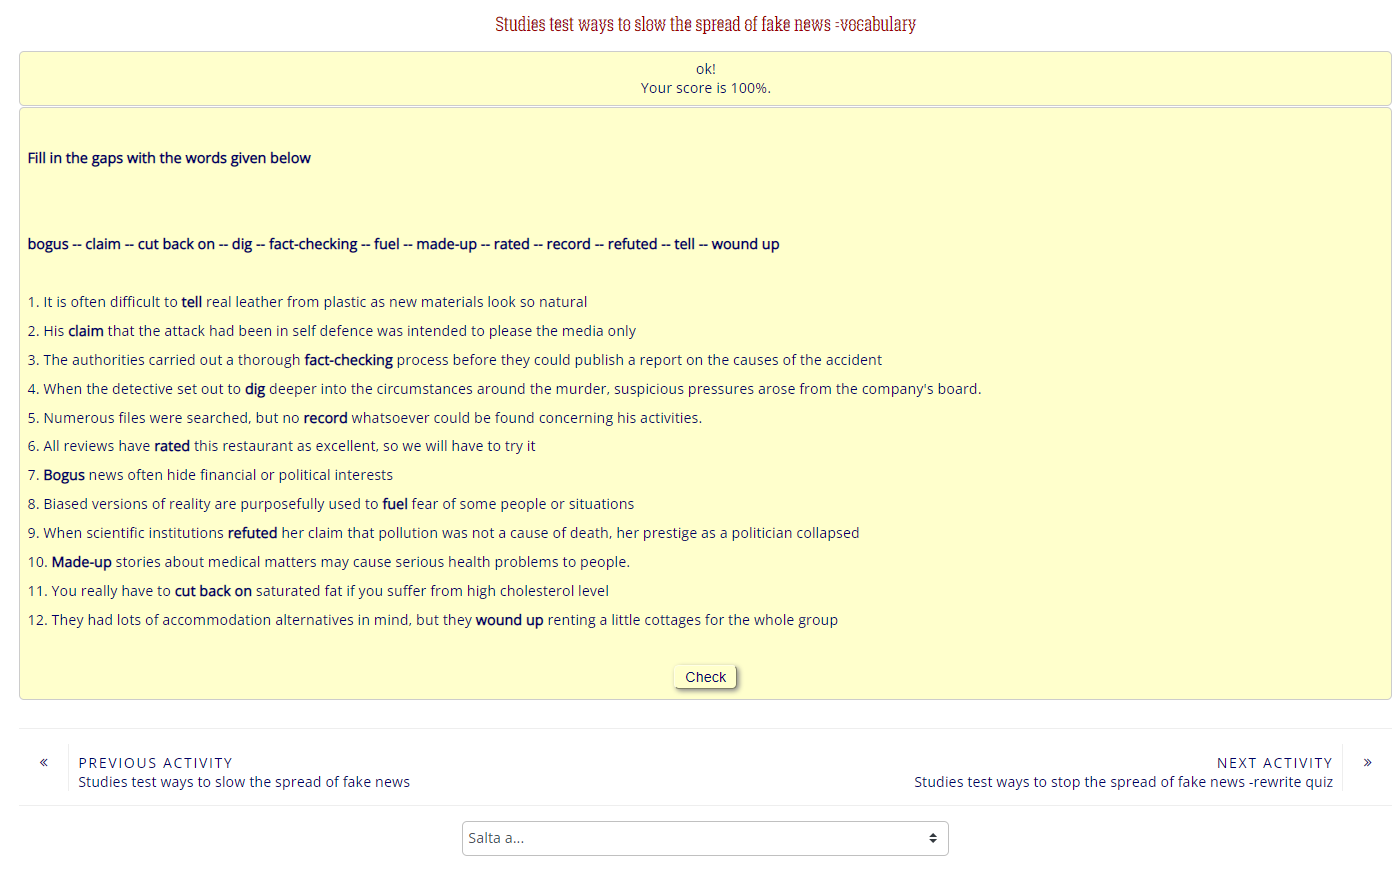 Studies test ways to slow the spread of fake news -vocabulary
ok!
Your score is 100%.
Fill in the gaps with the words given below
bogus -- claim -- cut back on -- dig -- fact-checking -- fuel -- made-up -- rated -- record -- refuted -- tell -- wound up
1. It is often difficult to tell real leather from plastic as new materials look so natural
2. His claim that the attack had been in self defence was intended to please the media only
3. The authorities carried out a thorough fact-checking process before they could publish a report on the causes of the accident
4. When the detective set out to dig deeper into the circumstances around the murder, suspicious pressures arose from the company's board.
5. Numerous files were searched, but no record whatsoever could be found concerning his activities.
6. All reviews have rated this restaurant as excellent, so we will have to try it
7. Bogus news often hide financial or political interests
8. Biased versions of reality are purposefully used to fuel fear of some people or situations
9. When scientific institutions refuted her claim that pollution was not a cause of death, her prestige as a politician collapsed
10. Made-up stories about medical matters may cause serious health problems to people.
11. You really have to cut back on saturated fat if you suffer from high cholesterol level
12. They had lots of accommodation alternatives in mind, but they wound up renting a little cottages for the whole group
Check
« PREVIOUS ACTIVITY
Studies test ways to slow the spread of fake news
NEXT ACTIVITY »
Studies test ways to stop the spread of fake news -rewrite quiz
Salta a...